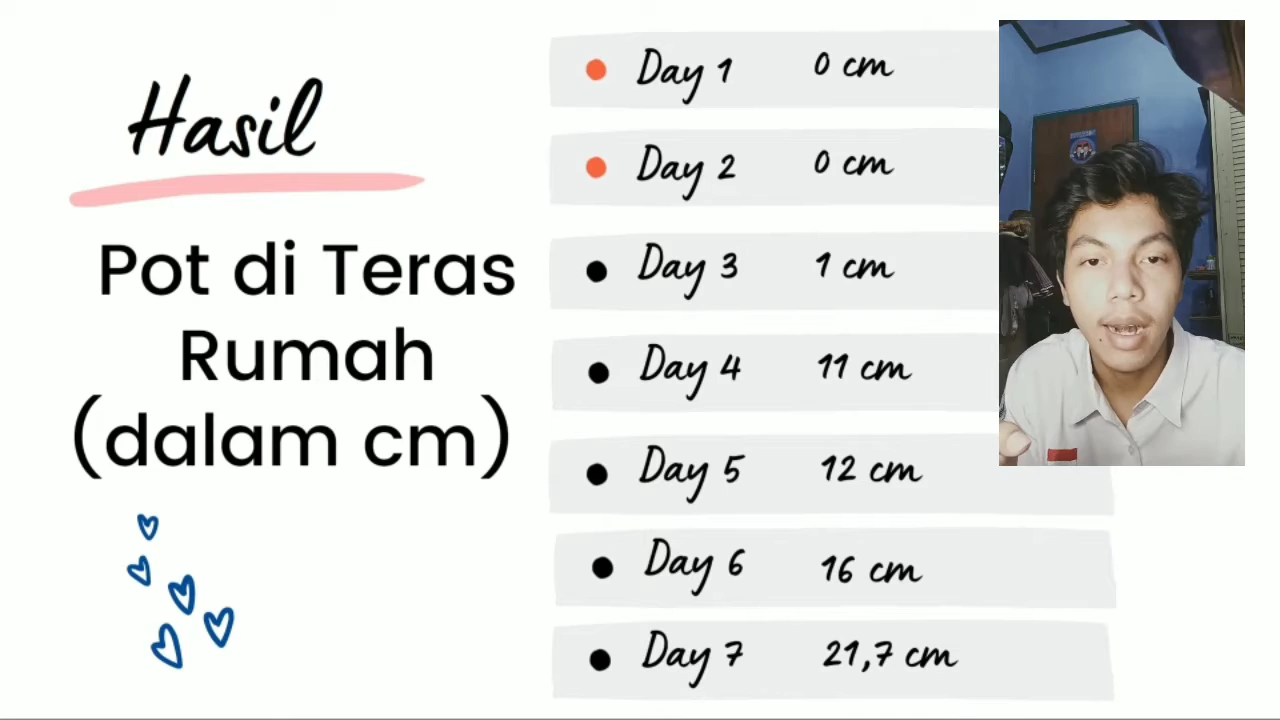 Hasil
Pot di Teras
Rumah
(dalam cm)
Day 1 0 cm
Day 2 0 cm
Day 3 1 cm
Day 4 11 cm
Day 5 12 cm
Day 6 16 cm
Day 7 21,7 cm